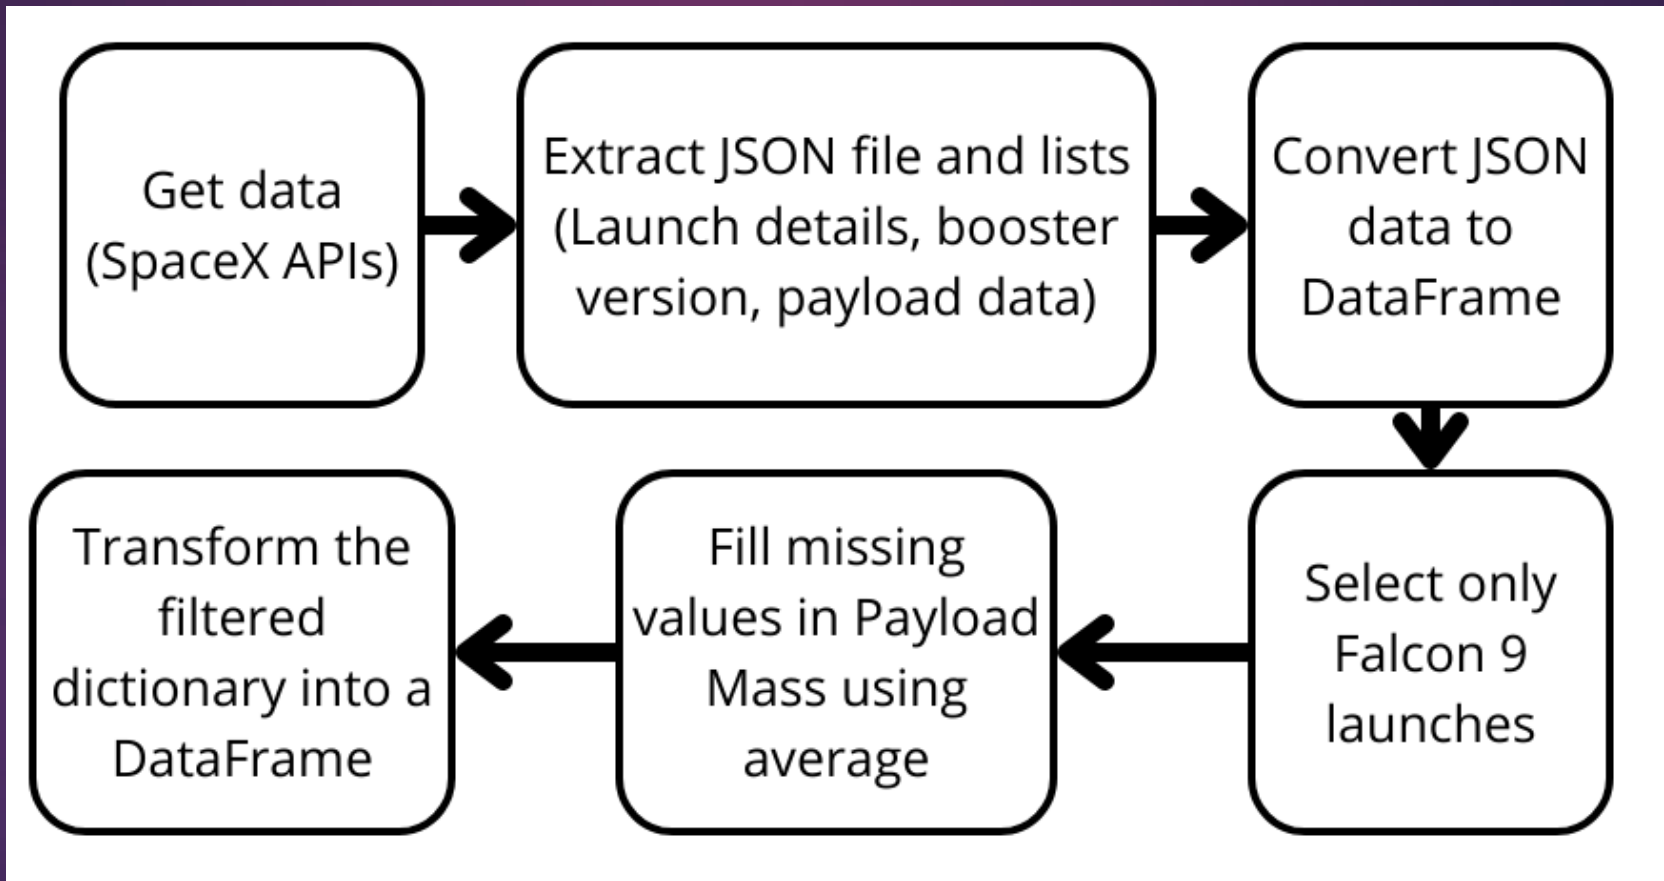 Get data
(SpaceX APIs)
Extract JSON file and lists
(Launch details, booster
version, payload data)
Convert JSON
data to
DataFrame
Select only
Falcon 9
launches
Fill missing
values in Payload
Mass using
average
Transform the
filtered
dictionary into a
DataFrame